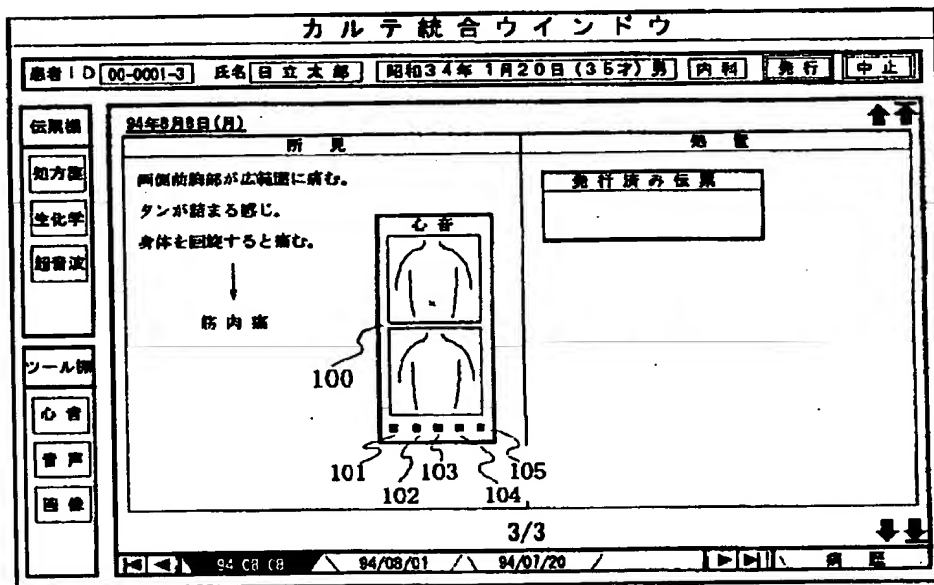 カルテ統合ウインドウ
患者ID 00-0001-3 氏名 日立太郎 昭和34年 1月20日(35才)男 内科 発行 中止
伝票棚
処方箋
生化学
超音波
ツール棚
心音
音声
画像
94年8月8日(月)
所見
両側前胸部が広範囲に痛む。
タンが詰まる感じ。
身体を回旋すると痛む。
筋肉痛
心音
100
101
102
103
104
105
処置
発行済み伝票
3/3
94/08/08 94/08/01 94/07/20 病歴